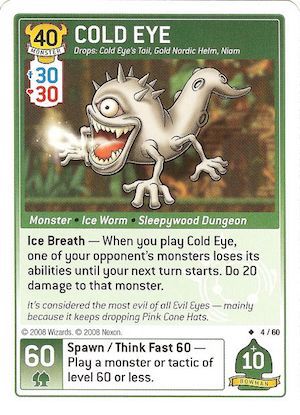 40
MONSTER
COLD EYE
Drops: Cold Eye's Tail, Gold Nordic Helm, Niam
30
30
Monster • Ice Worm • Sleepywood Dungeon
Ice Breath — When you play Cold Eye,
one of your opponent's monsters loses its
abilities until your next turn starts. Do 20
damage to that monster.
It's considered the most evil of all Evil Eyes — mainly
because it keeps dropping Pink Cone Hats.
© 2008 Wizards. © 2008 Nexon.
◆ 4 / 60
60
Spawn / Think Fast 60 —
Play a monster or tactic of
level 60 or less.
10
BOWMAN